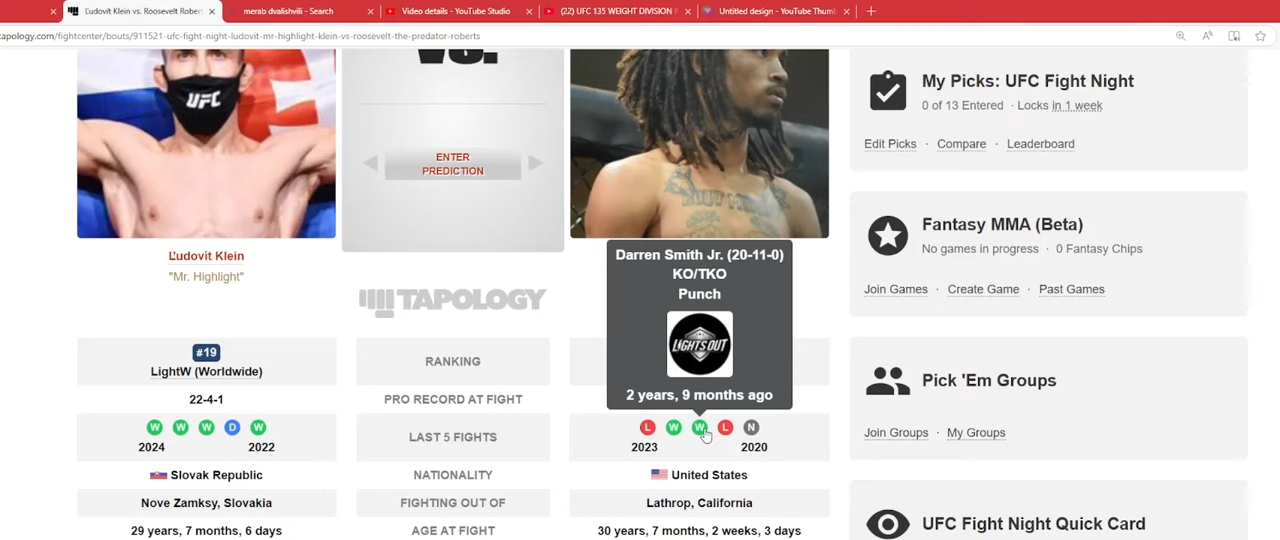 Ľudovít Klein vs. Roosevelt Rober
merab dvalishvili - Search
Video details - YouTube Studio
(22) UFC 135 WEIGHT DIVISION
Untitled design - YouTube Thum
tapology.com/fightcenter/bouts/911521-ufc-fight-night-ludovit-mr-highlight-klein-vs-roosevelt-the-predator-roberts
UFC
VS.
ENTER
PREDICTION
Ľudovít Klein
"Mr. Highlight"
TAPOLOGY
Darren Smith Jr. (20-11-0)
KO/TKO
Punch
LIGHTS OUT
2 years, 9 months ago
#19
LightW (Worldwide)
RANKING
22-4-1
PRO RECORD AT FIGHT
W W W D W
2024 2022
LAST 5 FIGHTS
L W W L N
2023 2020
Slovak Republic
NATIONALITY
United States
Nove Zamksy, Slovakia
FIGHTING OUT OF
Lathrop, California
29 years, 7 months, 6 days
AGE AT FIGHT
30 years, 7 months, 2 weeks, 3 days
My Picks: UFC Fight Night
0 of 13 Entered · Locks in 1 week
Edit Picks · Compare · Leaderboard
Fantasy MMA (Beta)
No games in progress · 0 Fantasy Chips
Join Games · Create Game · Past Games
Pick 'Em Groups
Join Groups · My Groups
UFC Fight Night Quick Card